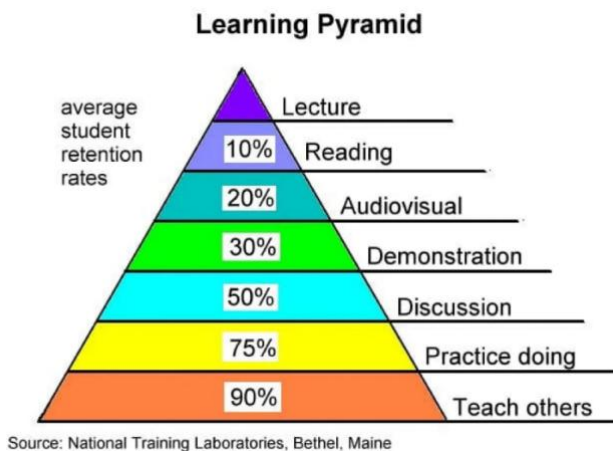 Learning Pyramid
average
student
retention
rates
Lecture
10% Reading
20% Audiovisual
30% Demonstration
50% Discussion
75% Practice doing
90% Teach others
Source: National Training Laboratories, Bethel, Maine